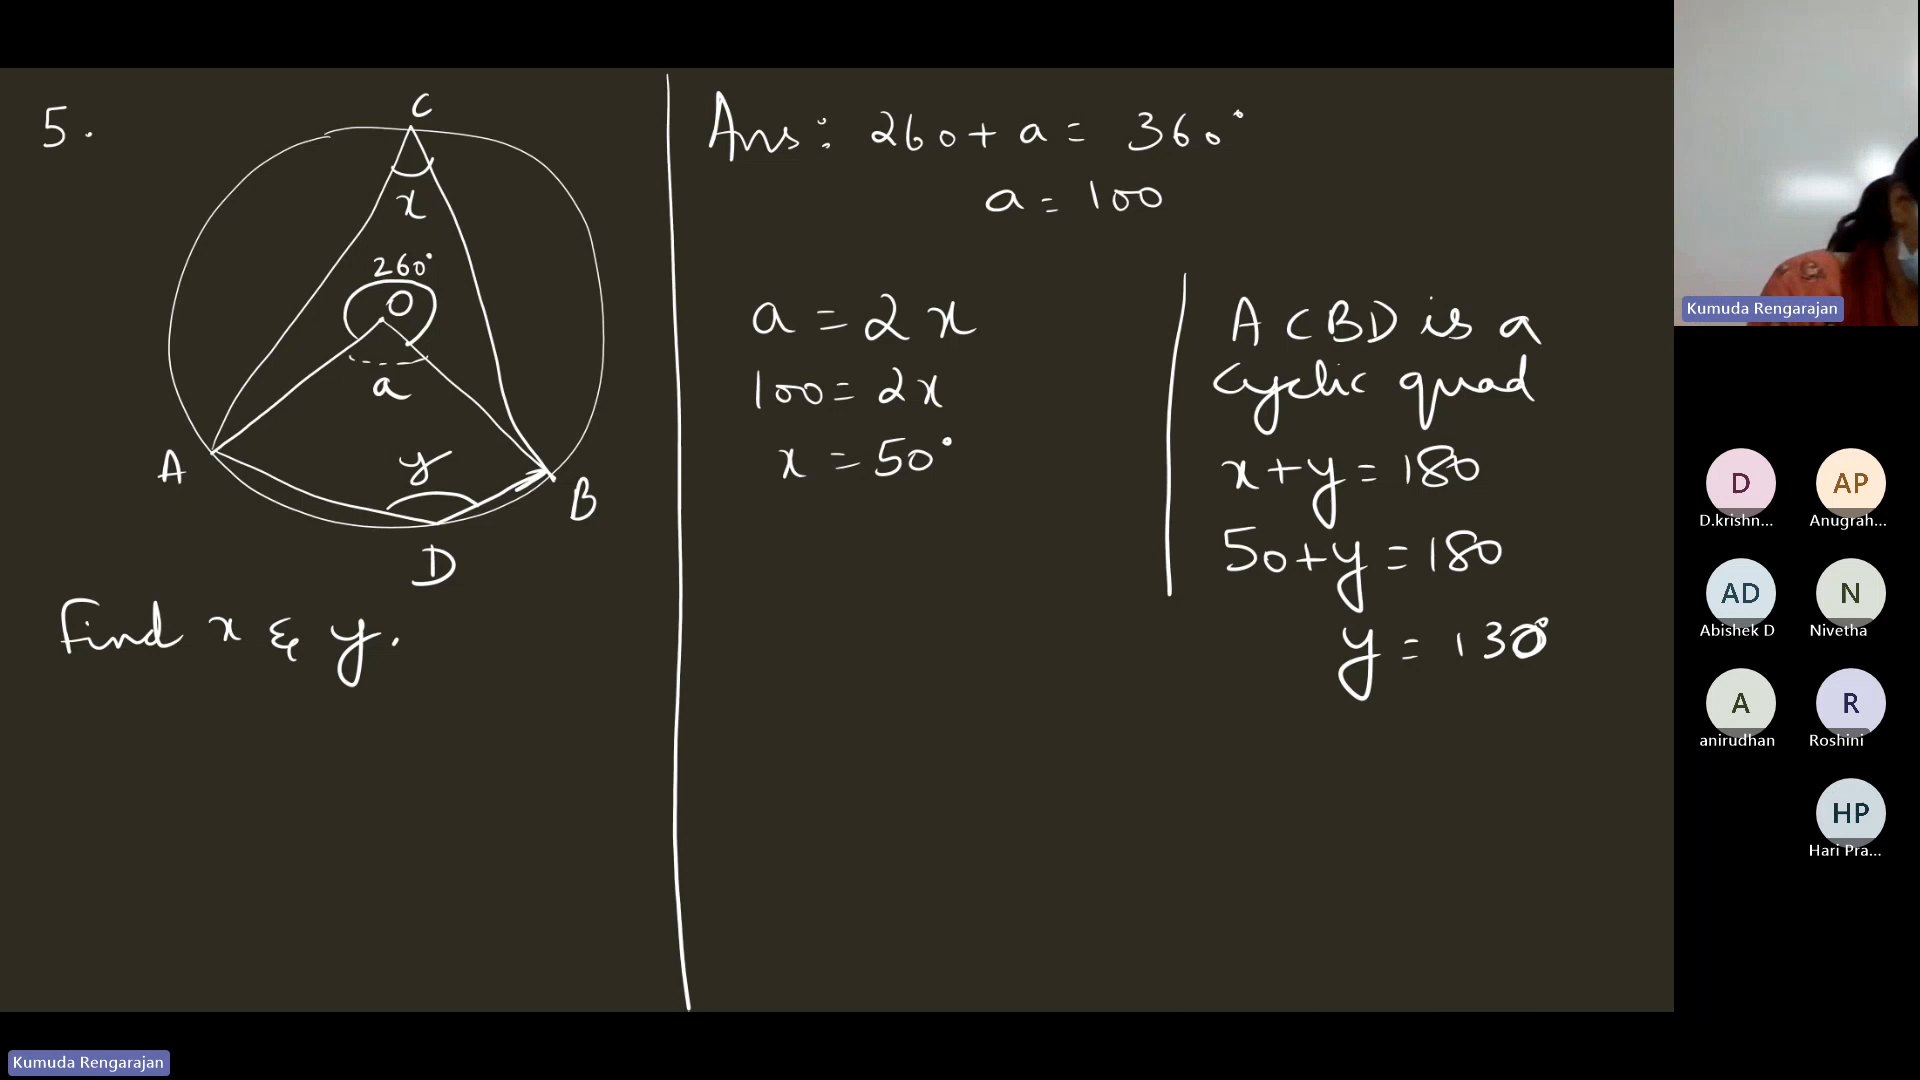 5.
C
x
260°
O
a
A
y
B
D
Find x & y.
Ans: 260 + a = 360°
a = 100
a = 2x
100 = 2x
x = 50°
ACBD is a
cyclic quad
x + y = 180
50 + y = 180
y = 130°
Kumuda Rengarajan
D
D.krishn...
AP
Anugrah...
AD
Abishek D
N
Nivetha
A
anirudhan
R
Roshini
HP
Hari Pra...
Kumuda Rengarajan